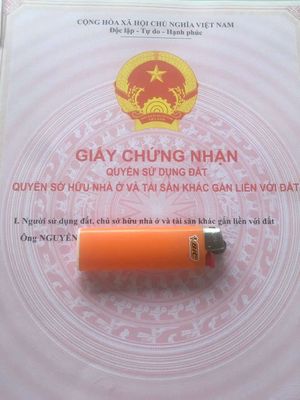 CỘNG HÒA XÃ HỘI CHỦ NGHĨA VIỆT NAM
Độc lập - Tự do - Hạnh phúc
GIẤY CHỨNG NHẬN
QUYỀN SỬ DỤNG ĐẤT
QUYỀN SỞ HỮU NHÀ Ở VÀ TÀI SẢN KHÁC GẮN LIỀN VỚI ĐẤT
I. Người sử dụng đất, chủ sở hữu nhà ở và tài sản khác gắn liền với đất
Ông NGUYỄN
BIC